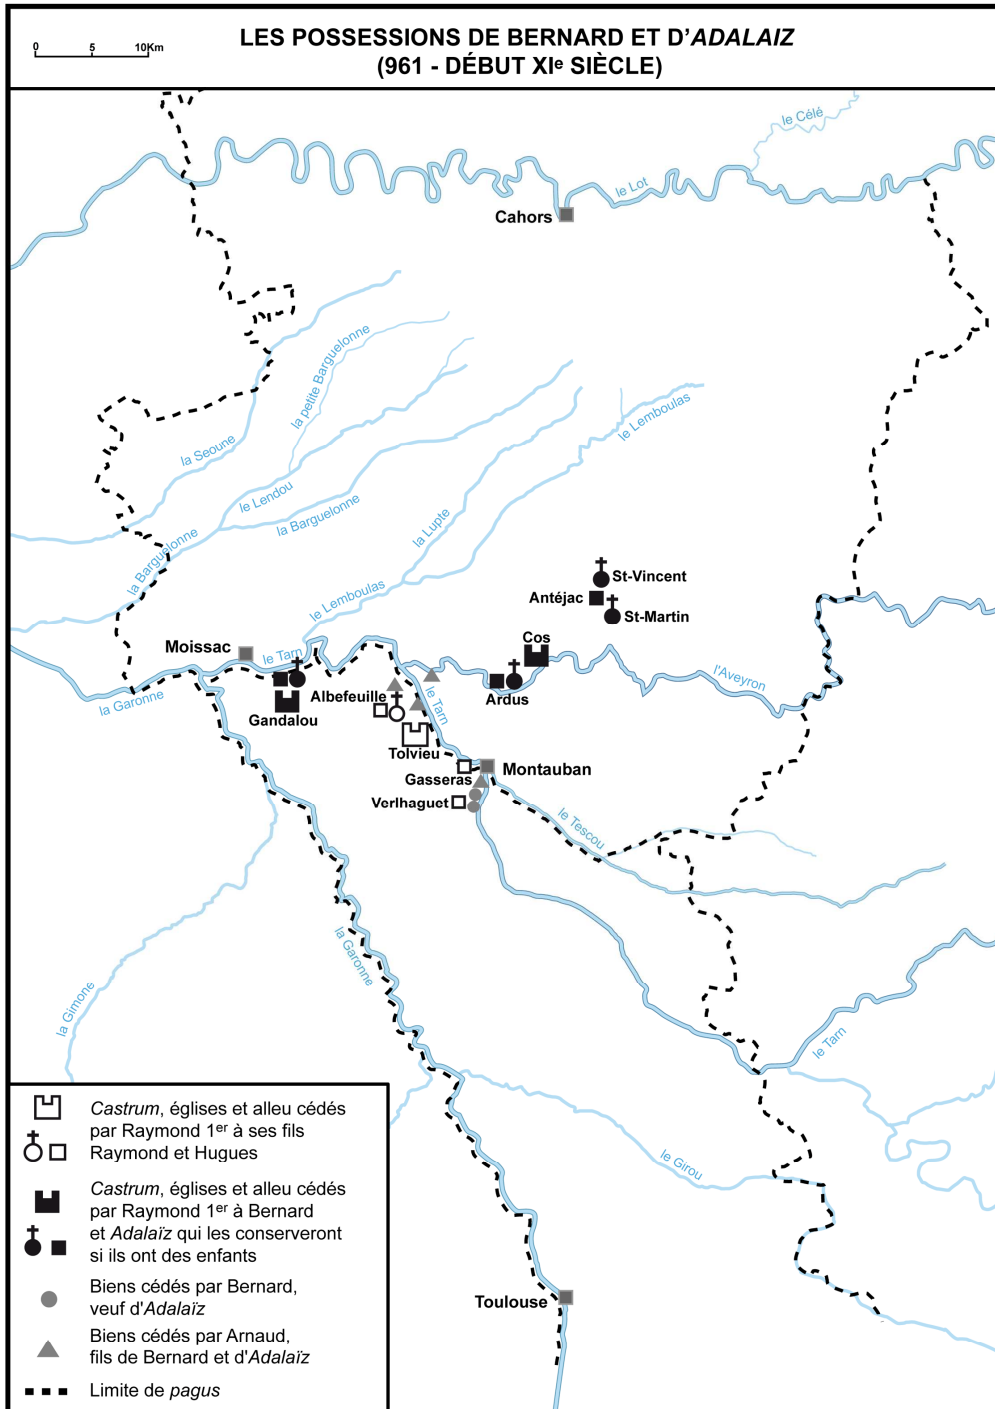 0 5 10Km
LES POSSESSIONS DE BERNARD ET D'ADALAIZ
(961 - DÉBUT XIe SIÈCLE)
le Célé
le Lot
Cahors
la petite Barguelonne
la Seoune
le Lemboulas
le Lendou
la Barguelonne
la Lupte
la Barguelonne
St-Vincent
Antéjac
St-Martin
le Lemboulas
Cos
Moissac
le Tarn
l'Aveyron
la Garonne
Albefeuille
le Tarn
Ardus
Gandalou
Tolvieu
Gasseras
Montauban
Verlhaguet
le Tescou
la Garonne
la Gimone
le Tarn
le Girou
Toulouse
Castrum, églises et alleu cédés
par Raymond 1er à ses fils
Raymond et Hugues
Castrum, églises et alleu cédés
par Raymond 1er à Bernard
et Adalaïz qui les conserveront
si ils ont des enfants
Biens cédés par Bernard,
veuf d'Adalaïz
Biens cédés par Arnaud,
fils de Bernard et d'Adalaïz
Limite de pagus